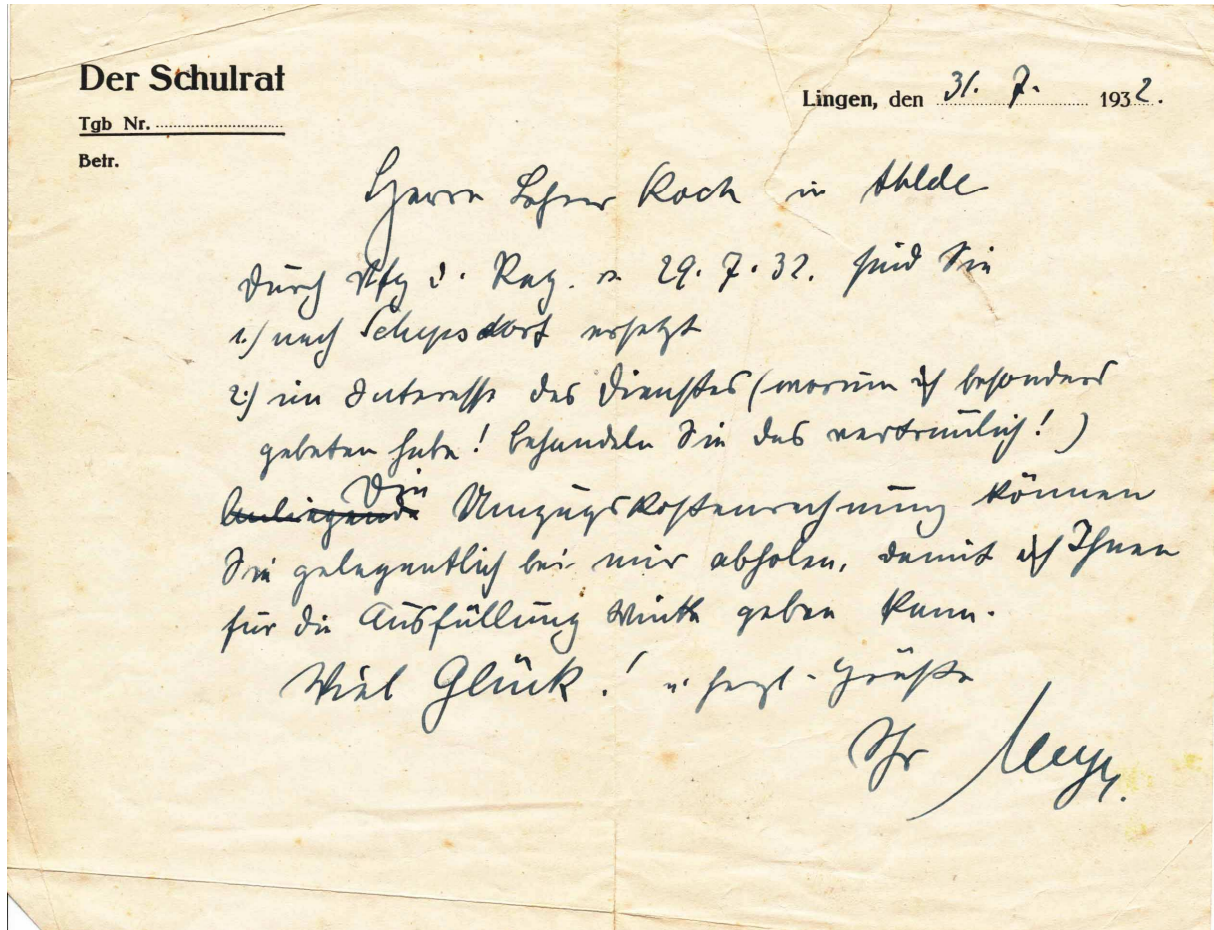 Der Schulrat
Lingen, den 31. 7. 1932.
Tgb Nr.
Betr.
Herrn Lehrer Koch in Ahlde
Durch Vfg d. Reg. v. 29. 7. 32. sind Sie
1.) nach Schepsdorf versetzt
2.) im Interesse des Dienstes (worum ich besonders
gebeten habe! Behandeln Sie das vertraulich!)
Anliegende Die Umzugskostenrechnung können
Sie gelegentlich bei mir abholen, damit ich Ihnen
für die Ausfüllung Winke geben kann.
Viel Glück! u. herzl. Grüße
Ihr